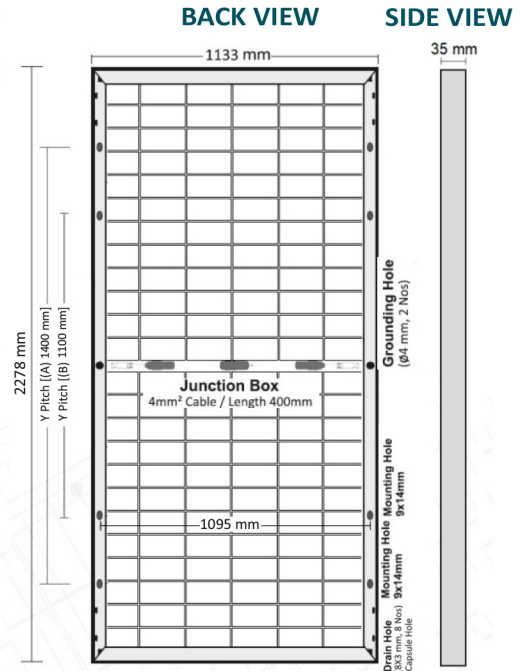 BACK VIEW
SIDE VIEW
1133 mm
35 mm
2278 mm
Y Pitch [(A) 1400 mm]
Y Pitch [(B) 1100 mm]
Grounding Hole
(Ø4 mm, 2 Nos)
Junction Box
4mm² Cable / Length 400mm
1095 mm
Mounting Hole
9x14mm
Mounting Hole
9x14mm
Drain Hole
(8X3 mm, 8 Nos)
Capsule Hole